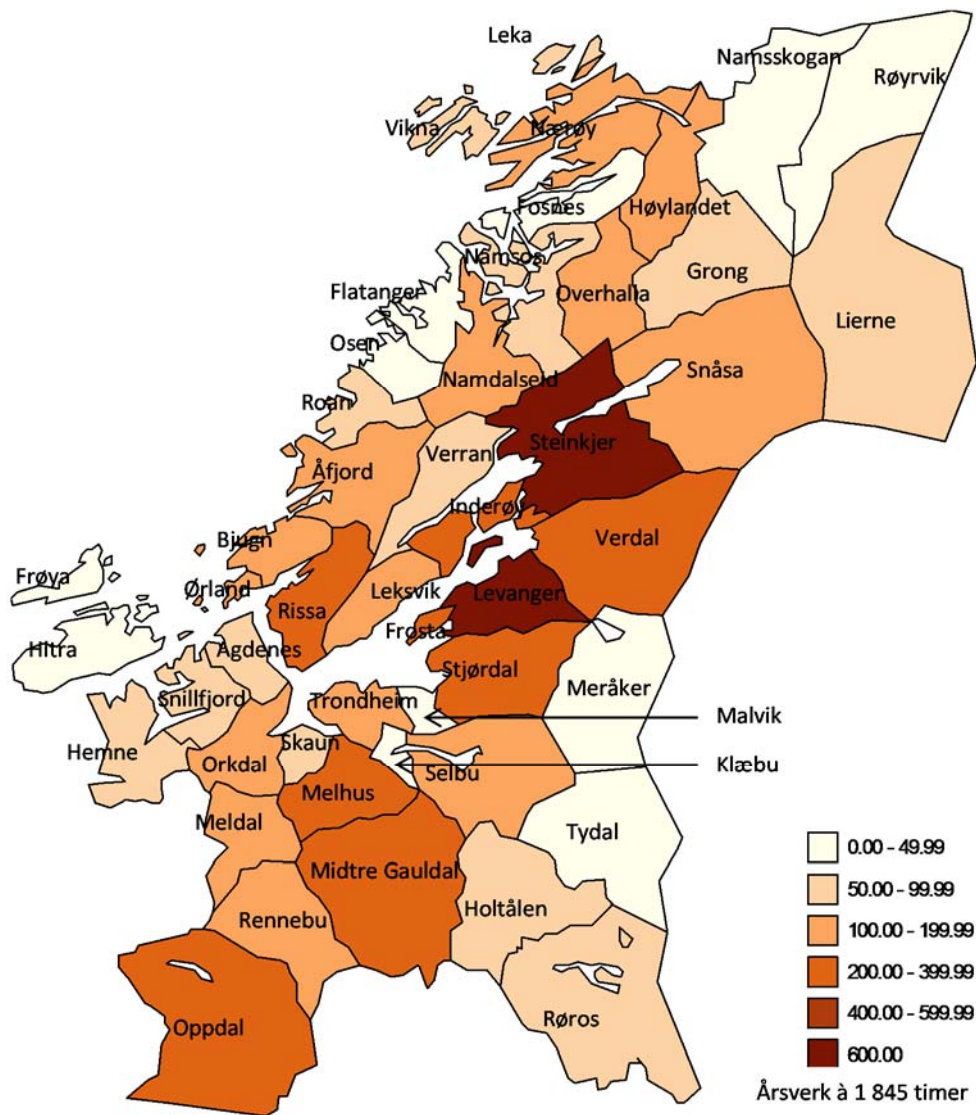 Leka
Namsskogan
Røyrvik
Vikna
Nærøy
Fosnes
Høylandet
Namsos
Grong
Flatanger
Overhalla
Lierne
Osen
Snåsa
Namdalseid
Roan
Steinkjer
Verran
Åfjord
Inderøy
Verdal
Bjugn
Frøya
Ørland
Leksvik
Levanger
Rissa
Frosta
Hitra
Agdenes
Stjørdal
Meråker
Snillfjord
Trondheim
Malvik
Skaun
Hemne
Orkdal
Klæbu
Selbu
Melhus
Meldal
Tydal
Midtre Gauldal
Holtålen
Rennebu
Oppdal
Røros
0.00 - 49.99
50.00 - 99.99
100.00 - 199.99
200.00 - 399.99
400.00 - 599.99
600.00
Årsverk à 1 845 timer